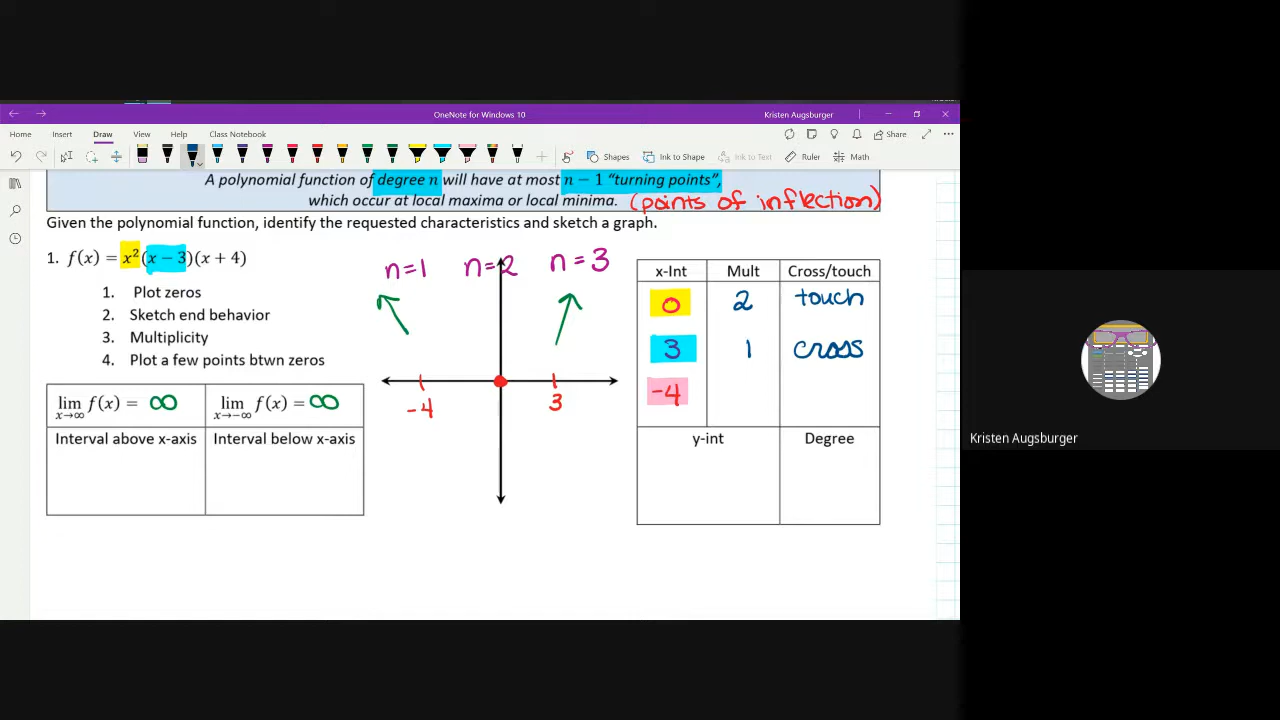 OneNote for Windows 10
Kristen Augsburger
Home Insert Draw View Help Class Notebook
Share
Shapes Ink to Shape Ink to Text Ruler Math
A polynomial function of degree n will have at most n − 1 “turning points”,
which occur at local maxima or local minima. (points of inflection)
Given the polynomial function, identify the requested characteristics and sketch a graph.
1. f(x) = x²(x − 3)(x + 4)
1. Plot zeros
2. Sketch end behavior
3. Multiplicity
4. Plot a few points btwn zeros
lim x→∞ f(x) = ∞
lim x→−∞ f(x) = ∞
Interval above x-axis Interval below x-axis
n=1 n=2 n=3
-4 3
x-Int Mult Cross/touch
0 2 touch
3 1 cross
-4
y-int Degree
Kristen Augsburger